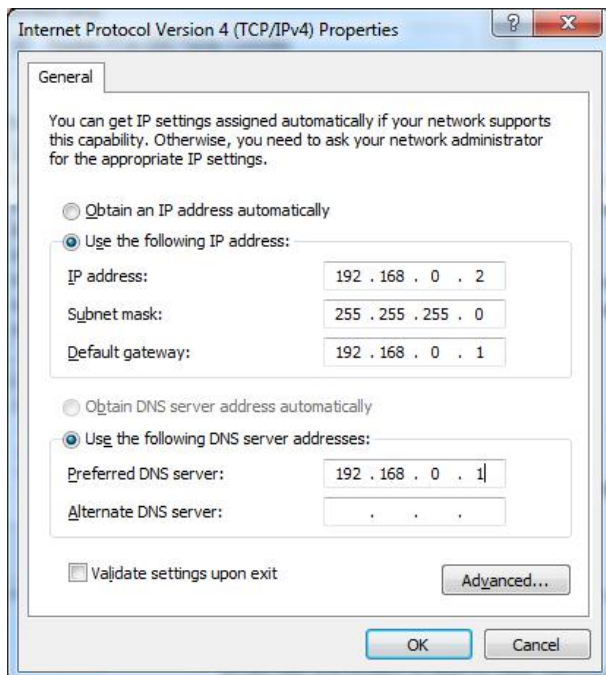 Internet Protocol Version 4 (TCP/IPv4) Properties
?
General
You can get IP settings assigned automatically if your network supports
this capability. Otherwise, you need to ask your network administrator
for the appropriate IP settings.
Obtain an IP address automatically
Use the following IP address:
IP address: 192 . 168 . 0 . 2
Subnet mask: 255 . 255 . 255 . 0
Default gateway: 192 . 168 . 0 . 1
Obtain DNS server address automatically
Use the following DNS server addresses:
Preferred DNS server: 192 . 168 . 0 . 1
Alternate DNS server: . . .
Validate settings upon exit
Advanced...
OK Cancel